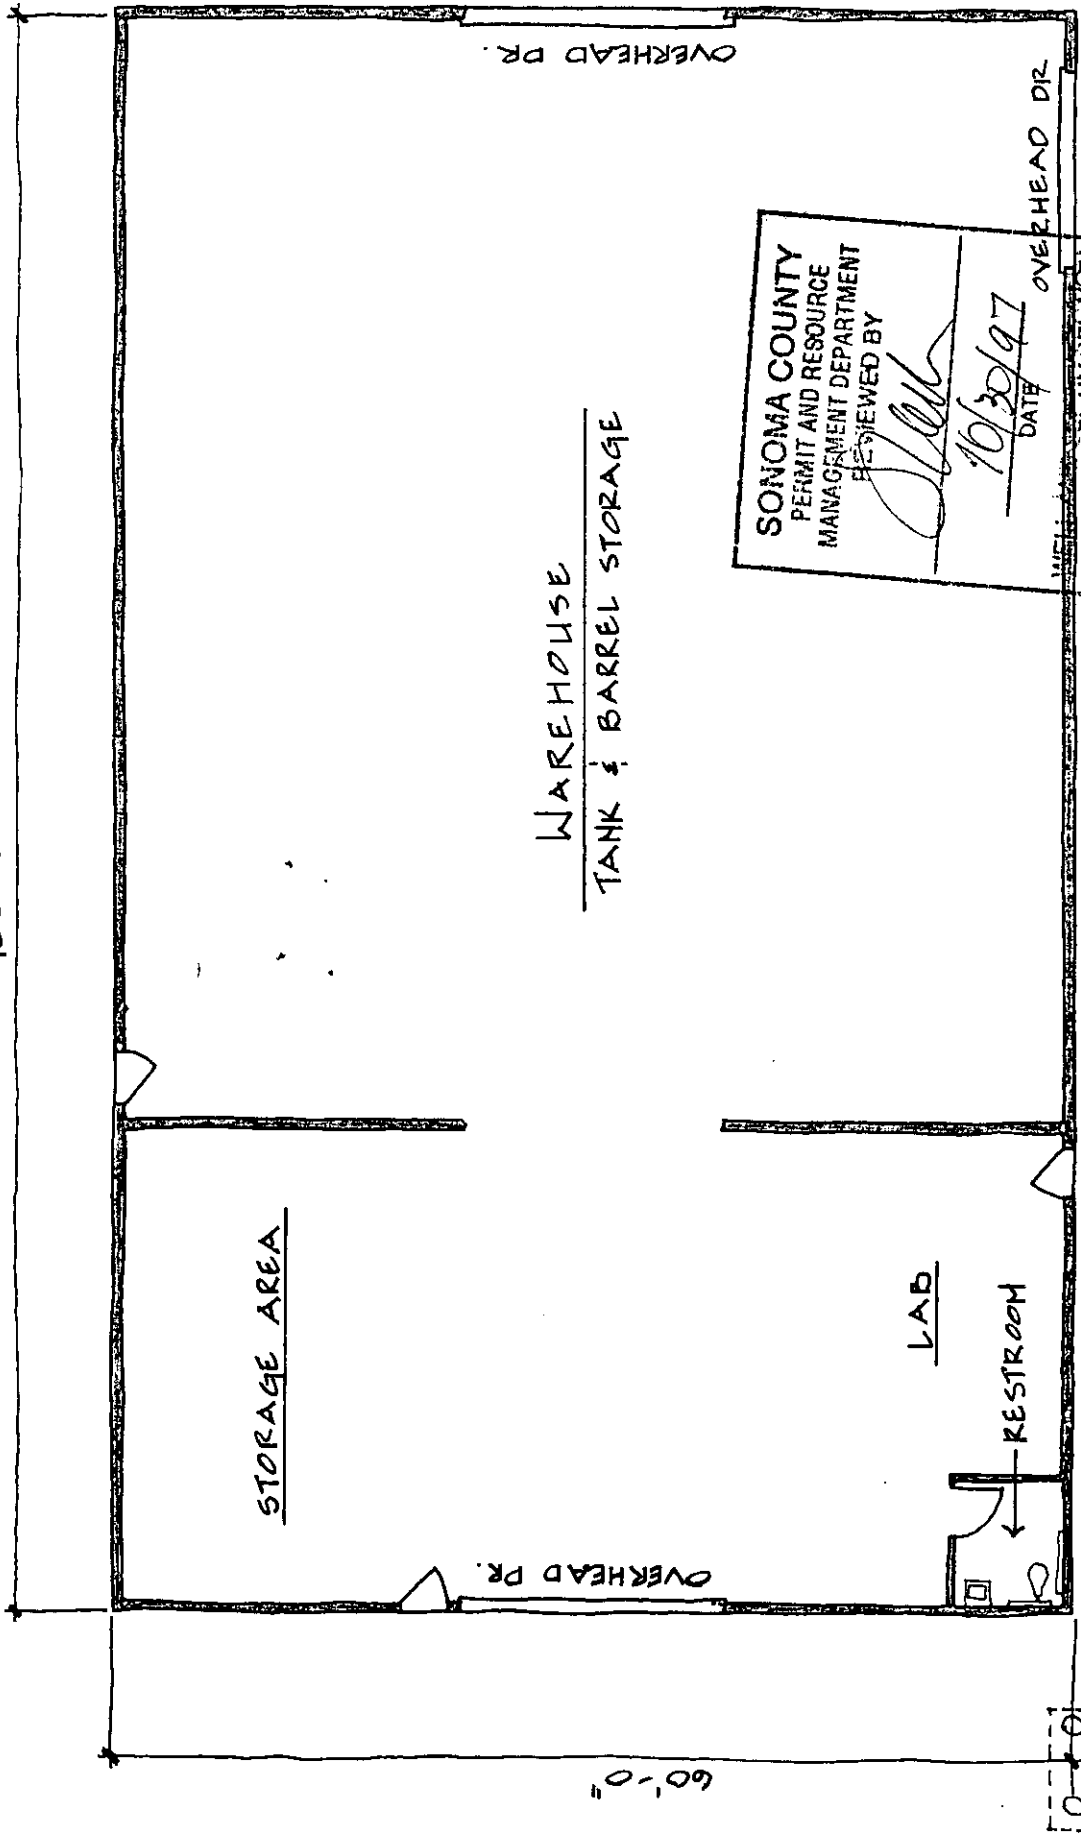 OVERHEAD DR.
WAREHOUSE
TANK & BARREL STORAGE
STORAGE AREA
LAB
RESTROOM
OVERHEAD DR.
OVERHEAD DR
60'-0"
SONOMA COUNTY
PERMIT AND RESOURCE
MANAGEMENT DEPARTMENT
REVIEWED BY
10/30/97
DATE